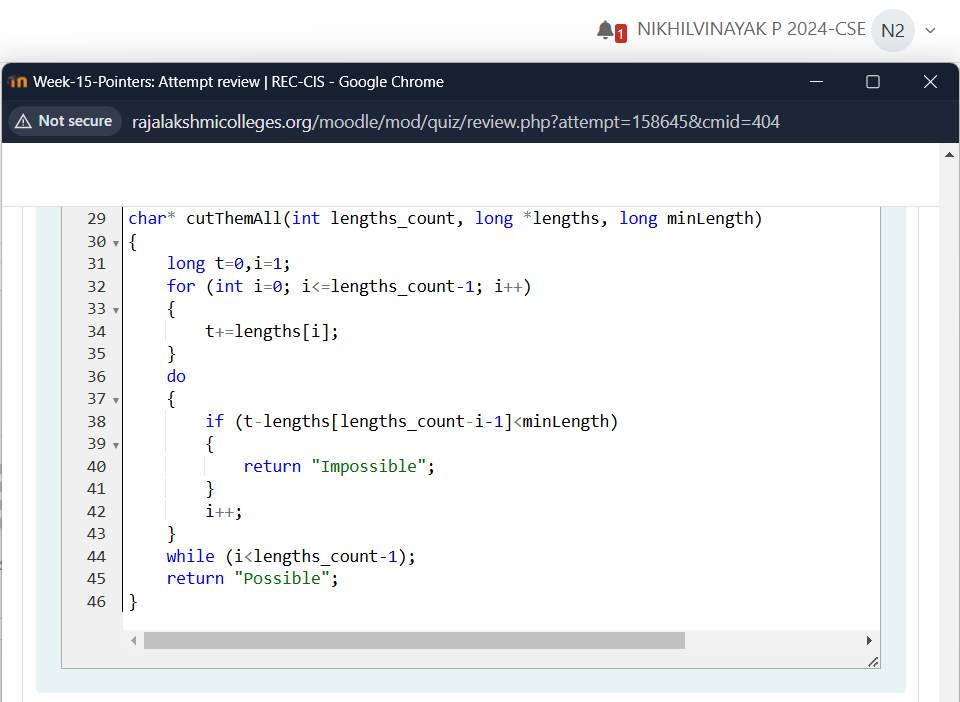 1 NIKHILVINAYAK P 2024-CSE N2
m Week-15-Pointers: Attempt review | REC-CIS - Google Chrome
Not secure rajalakshmicolleges.org/moodle/mod/quiz/review.php?attempt=158645&cmid=404
29 char* cutThemAll(int lengths_count, long *lengths, long minLength)
30 {
31     long t=0,i=1;
32     for (int i=0; i<=lengths_count-1; i++)
33     {
34         t+=lengths[i];
35     }
36     do
37     {
38         if (t-lengths[lengths_count-i-1]<minLength)
39         {
40             return "Impossible";
41         }
42         i++;
43     }
44     while (i<lengths_count-1);
45     return "Possible";
46 }